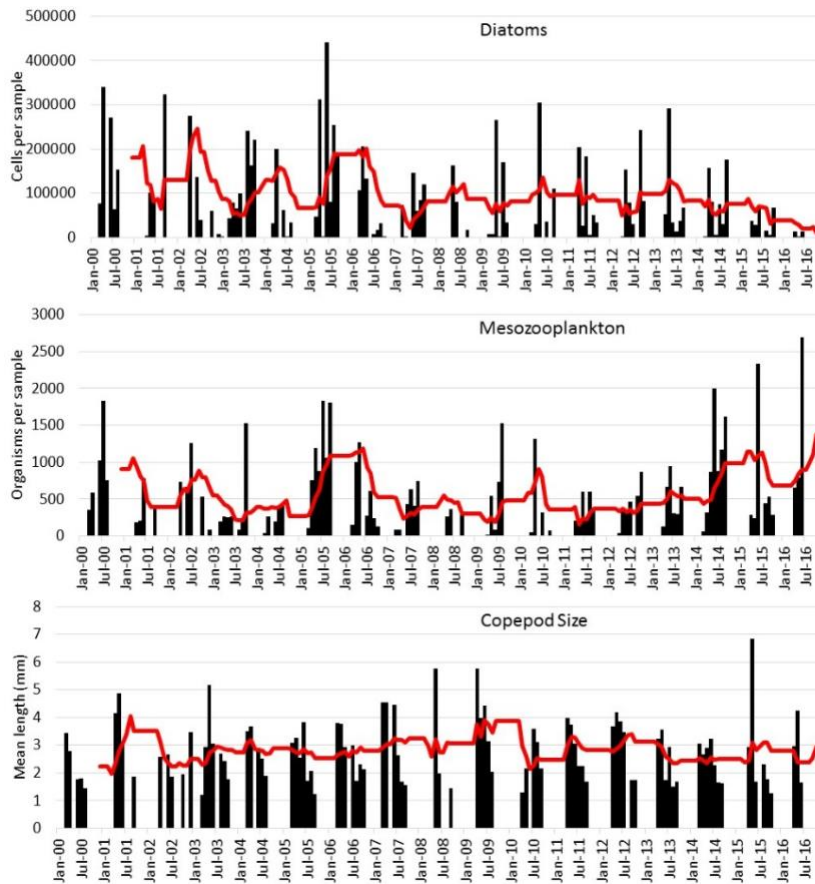 Diatoms
Cells per sample
500000
400000
300000
200000
100000
0
Jan-00 Jul-00 Jan-01 Jul-01 Jan-02 Jul-02 Jan-03 Jul-03 Jan-04 Jul-04 Jan-05 Jul-05 Jan-06 Jul-06 Jan-07 Jul-07 Jan-08 Jul-08 Jan-09 Jul-09 Jan-10 Jul-10 Jan-11 Jul-11 Jan-12 Jul-12 Jan-13 Jul-13 Jan-14 Jul-14 Jan-15 Jul-15 Jan-16 Jul-16
Mesozooplankton
Organisms per sample
3000
2500
2000
1500
1000
500
0
Jan-00 Jul-00 Jan-01 Jul-01 Jan-02 Jul-02 Jan-03 Jul-03 Jan-04 Jul-04 Jan-05 Jul-05 Jan-06 Jul-06 Jan-07 Jul-07 Jan-08 Jul-08 Jan-09 Jul-09 Jan-10 Jul-10 Jan-11 Jul-11 Jan-12 Jul-12 Jan-13 Jul-13 Jan-14 Jul-14 Jan-15 Jul-15 Jan-16 Jul-16
Copepod Size
Mean length (mm)
8
7
6
5
4
3
2
1
0
Jan-00 Jul-00 Jan-01 Jul-01 Jan-02 Jul-02 Jan-03 Jul-03 Jan-04 Jul-04 Jan-05 Jul-05 Jan-06 Jul-06 Jan-07 Jul-07 Jan-08 Jul-08 Jan-09 Jul-09 Jan-10 Jul-10 Jan-11 Jul-11 Jan-12 Jul-12 Jan-13 Jul-13 Jan-14 Jul-14 Jan-15 Jul-15 Jan-16 Jul-16